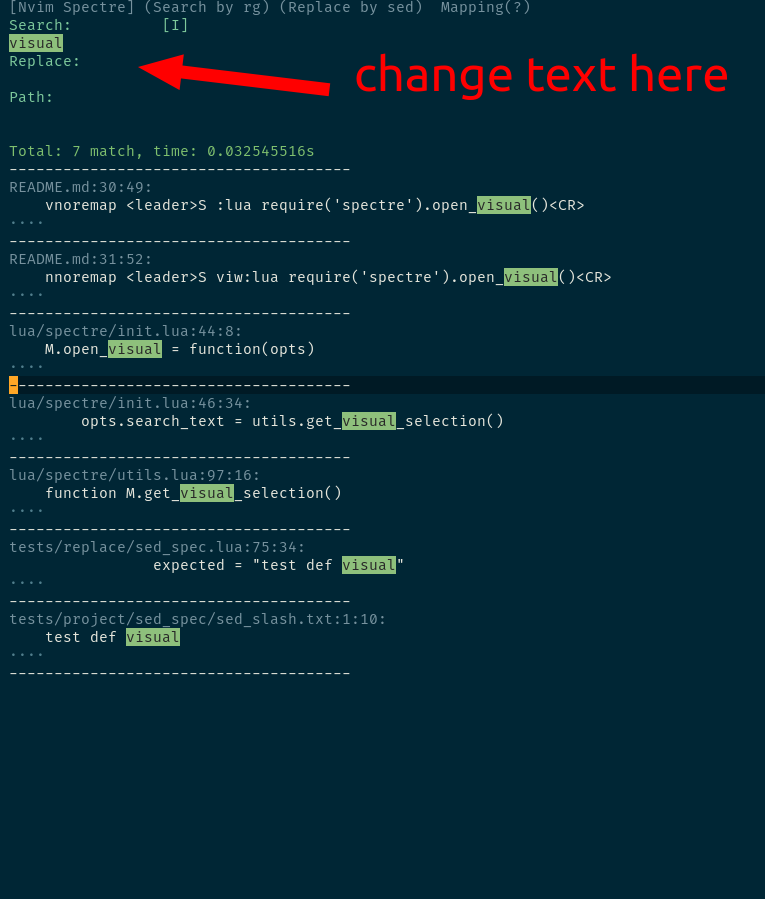 [Nvim Spectre] (Search by rg) (Replace by sed)  Mapping(?)
Search:          [I]
visual
Replace:
change text here
Path:
Total: 7 match, time: 0.032545516s
--------------------------------------
README.md:30:49:
    vnoremap <leader>S :lua require('spectre').open_visual()<CR>
....
--------------------------------------
README.md:31:52:
    nnoremap <leader>S viw:lua require('spectre').open_visual()<CR>
....
--------------------------------------
lua/spectre/init.lua:44:8:
    M.open_visual = function(opts)
....
--------------------------------------
lua/spectre/init.lua:46:34:
        opts.search_text = utils.get_visual_selection()
....
--------------------------------------
lua/spectre/utils.lua:97:16:
    function M.get_visual_selection()
....
--------------------------------------
tests/replace/sed_spec.lua:75:34:
                expected = "test def visual"
....
--------------------------------------
tests/project/sed_spec/sed_slash.txt:1:10:
    test def visual
....
--------------------------------------